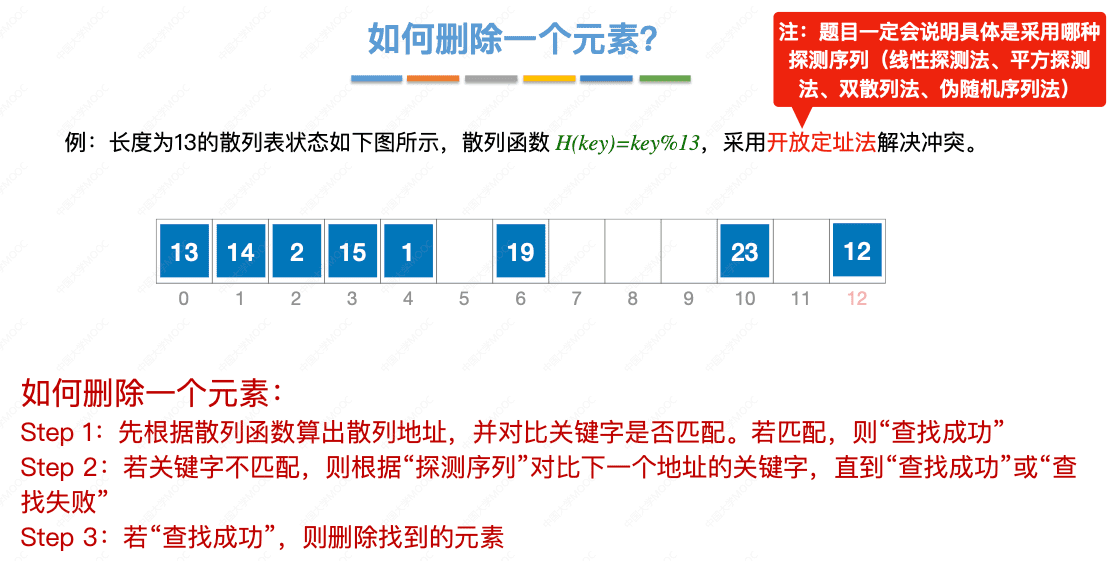 如何删除一个元素？
注：题目一定会说明具体是采用哪种
探测序列（线性探测法、平方探测
法、双散列法、伪随机序列法）
例：长度为13的散列表状态如下图所示，散列函数 H(key)=key%13，采用开放定址法解决冲突。
13 14 2 15 1 19 23 12
0 1 2 3 4 5 6 7 8 9 10 11 12
如何删除一个元素：
Step 1：先根据散列函数算出散列地址，并对比关键字是否匹配。若匹配，则“查找成功”
Step 2：若关键字不匹配，则根据“探测序列”对比下一个地址的关键字，直到“查找成功”或“查
找失败”
Step 3：若“查找成功”，则删除找到的元素